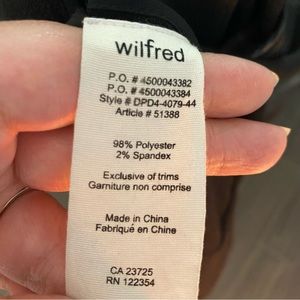 wilfred
P.O. # 4500043382
P.O. # 4500043384
Style # DPD4-4079-44
Article # 51388
98% Polyester
2% Spandex
Exclusive of trims
Garniture non comprise
Made in China
Fabriqué en Chine
CA 23725
RN 122354